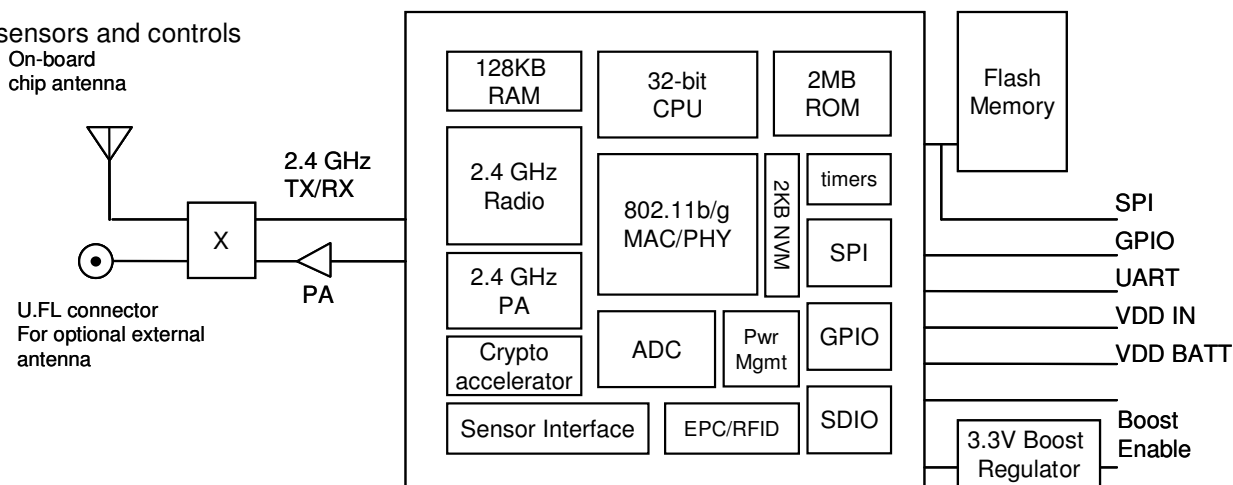 sensors and controls
On-board
chip antenna
2.4 GHz
TX/RX
X
PA
U.FL connector
For optional external
antenna
128KB
RAM
32-bit
CPU
2MB
ROM
2.4 GHz
Radio
802.11b/g
MAC/PHY
2KB NVM
timers
SPI
2.4 GHz
PA
ADC
Pwr
Mgmt
GPIO
Crypto
accelerator
Sensor Interface
EPC/RFID
SDIO
Flash
Memory
SPI
GPIO
UART
VDD IN
VDD BATT
Boost
Enable
3.3V Boost
Regulator